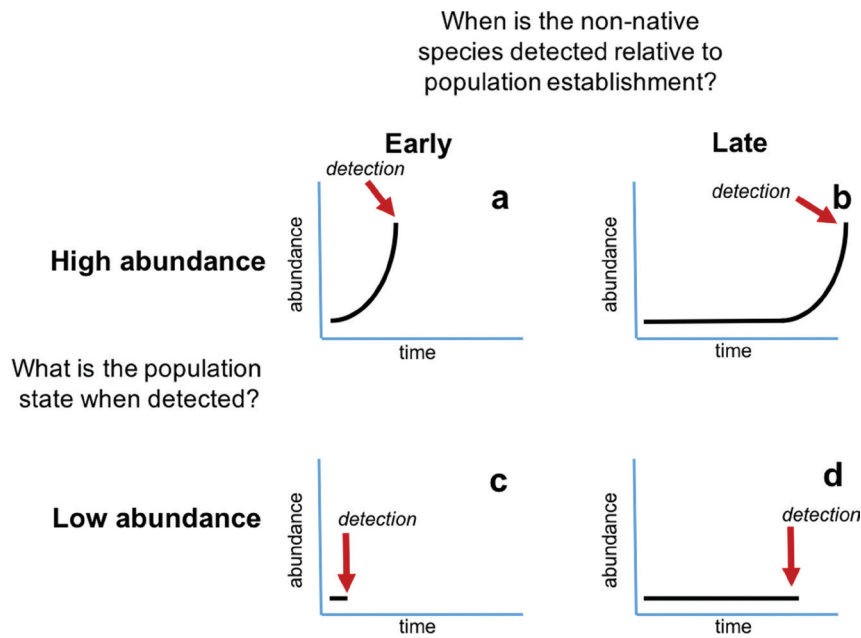 When is the non-native
species detected relative to
population establishment?
Early
Late
detection
a
abundance
time
detection
b
abundance
time
High abundance
What is the population
state when detected?
Low abundance
detection
c
abundance
time
detection
d
abundance
time